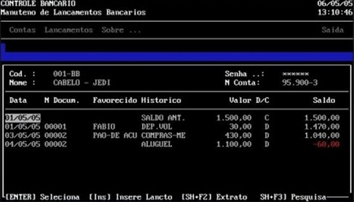 CONTROLE BANCARIO 06/05/05
Manuteno de Lancamentos Bancarios 13:10:46
Contas Lancamentos Sobre ... Saida
Cod. : 001-BB Senha ..: ******
Nome : CABELO - JEDI N Conta: 95.900-3
Data N Docum. Favorecido Historico Valor D/C Saldo
01/05/05 SALDO ANT. 1.500,00 C 1.500,00
01/05/05 00001 FABIO DEP.VOL 30,00 D 1.470,00
03/05/05 00002 PAO-DE ACU COMPRAS-ME 430,00 D 1.040,00
04/05/05 00002 ALUGUEL 1.100,00 D -60,00
[ENTER] Seleciona [Ins] Insere Lancto [SH+F2] Extrato SH+F3] Pesquisa